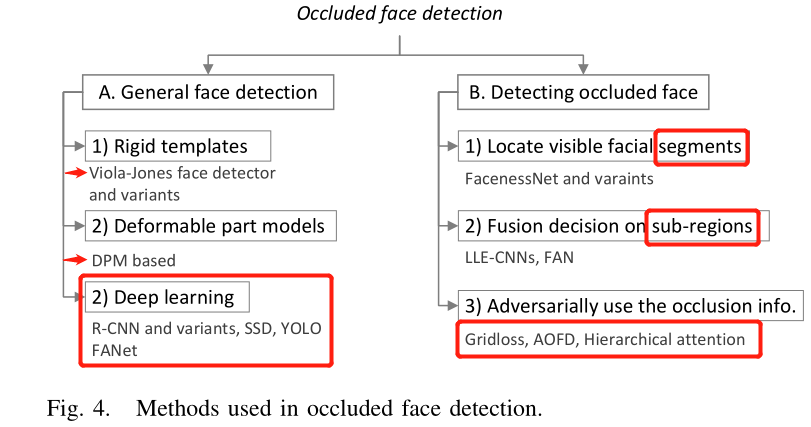 Occluded face detection
A. General face detection
1) Rigid templates
Viola-Jones face detector
and variants
2) Deformable part models
DPM based
2) Deep learning
R-CNN and variants, SSD, YOLO
FANet
B. Detecting occluded face
1) Locate visible facial segments
FacenessNet and varaints
2) Fusion decision on sub-regions
LLE-CNNs, FAN
3) Adversarially use the occlusion info.
Gridloss, AOFD, Hierarchical attention
Fig. 4. Methods used in occluded face detection.